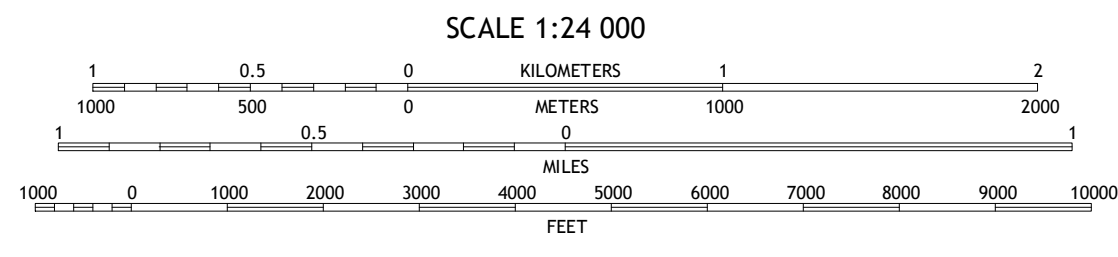 SCALE 1:24 000
1 0.5 0 KILOMETERS 1 2
1000 500 0 METERS 1000 2000
1 0.5 0 1
MILES
1000 0 1000 2000 3000 4000 5000 6000 7000 8000 9000 10000
FEET